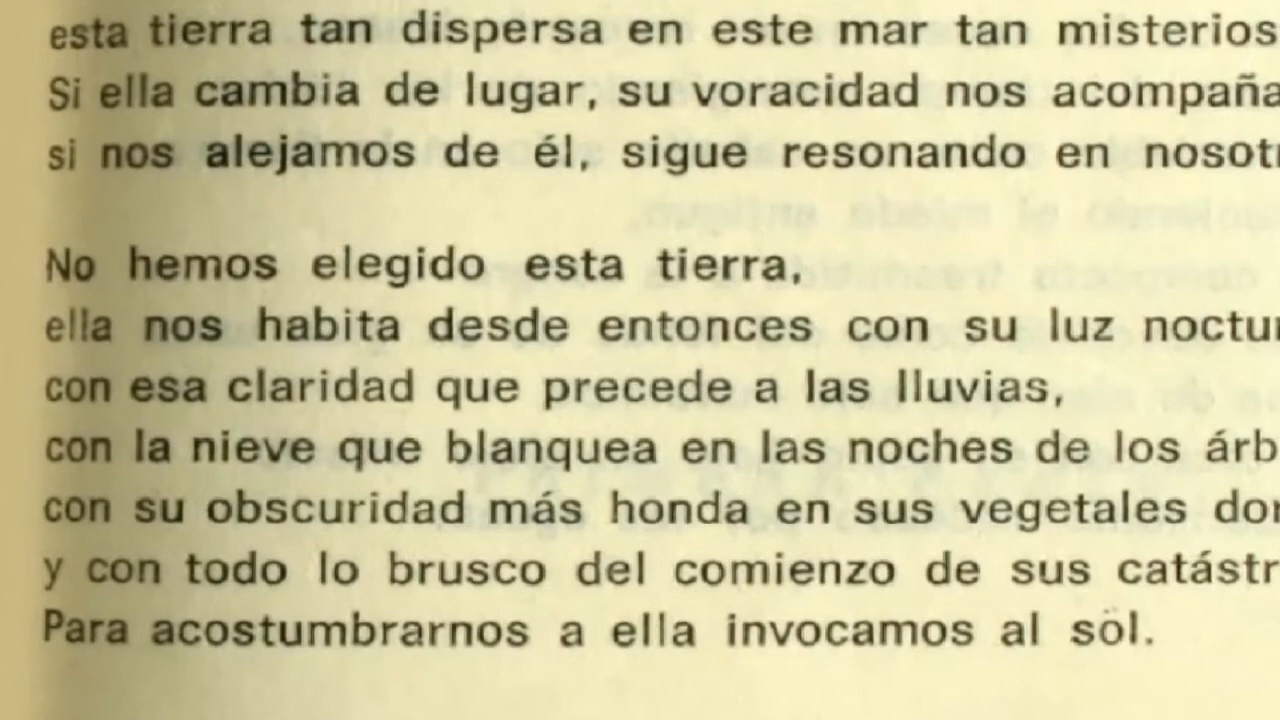 esta tierra tan dispersa en este mar tan misterios
Si ella cambia de lugar, su voracidad nos acompaña
si nos alejamos de él, sigue resonando en nosotr
No hemos elegido esta tierra,
ella nos habita desde entonces con su luz noctur
con esa claridad que precede a las lluvias,
con la nieve que blanquea en las noches de los árb
con su obscuridad más honda en sus vegetales dor
y con todo lo brusco del comienzo de sus catástr
Para acostumbrarnos a ella invocamos al sol.